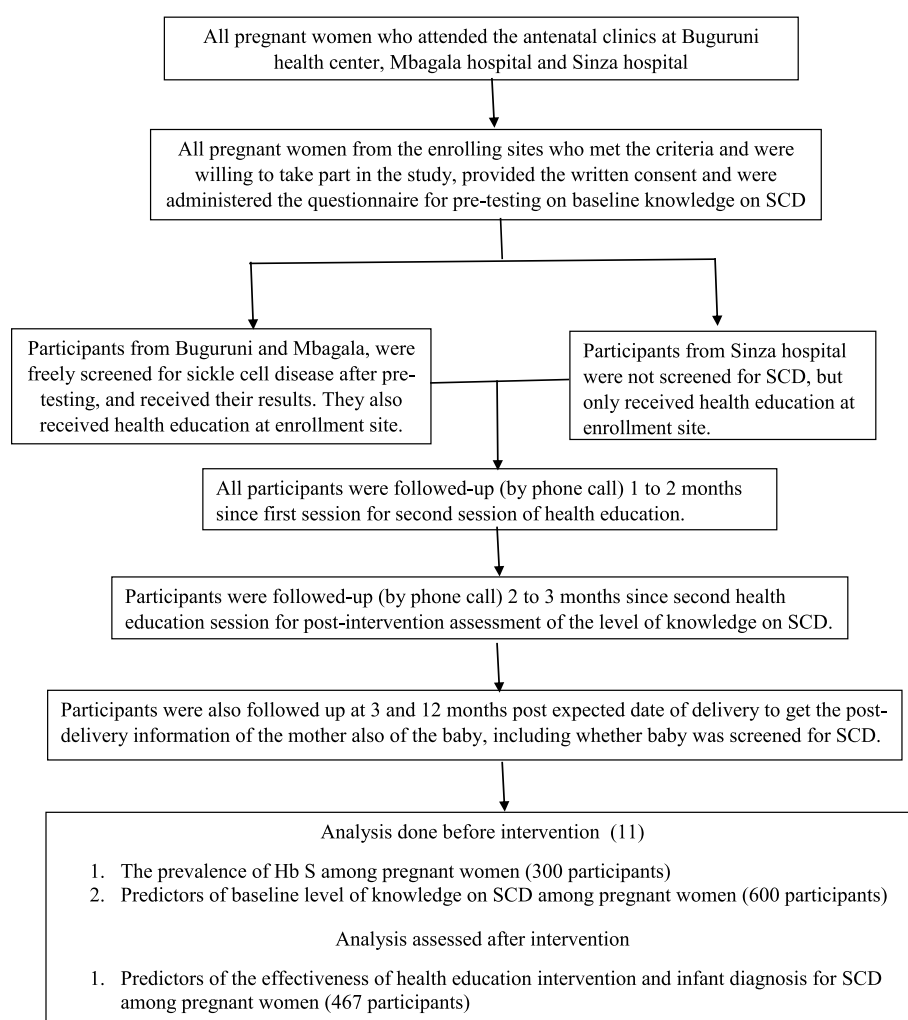 All pregnant women who attended the antenatal clinics at Buguruni
health center, Mbagala hospital and Sinza hospital
All pregnant women from the enrolling sites who met the criteria and were
willing to take part in the study, provided the written consent and were
administered the questionnaire for pre-testing on baseline knowledge on SCD
Participants from Buguruni and Mbagala, were
freely screened for sickle cell disease after pre-
testing, and received their results. They also
received health education at enrollment site.
Participants from Sinza hospital
were not screened for SCD, but
only received health education at
enrollment site.
All participants were followed-up (by phone call) 1 to 2 months
since first session for second session of health education.
Participants were followed-up (by phone call) 2 to 3 months since second health
education session for post-intervention assessment of the level of knowledge on SCD.
Participants were also followed up at 3 and 12 months post expected date of delivery to get the post-
delivery information of the mother also of the baby, including whether baby was screened for SCD.
Analysis done before intervention (11)
1. The prevalence of Hb S among pregnant women (300 participants)
2. Predictors of baseline level of knowledge on SCD among pregnant women (600 participants)
Analysis assessed after intervention
1. Predictors of the effectiveness of health education intervention and infant diagnosis for SCD
among pregnant women (467 participants)